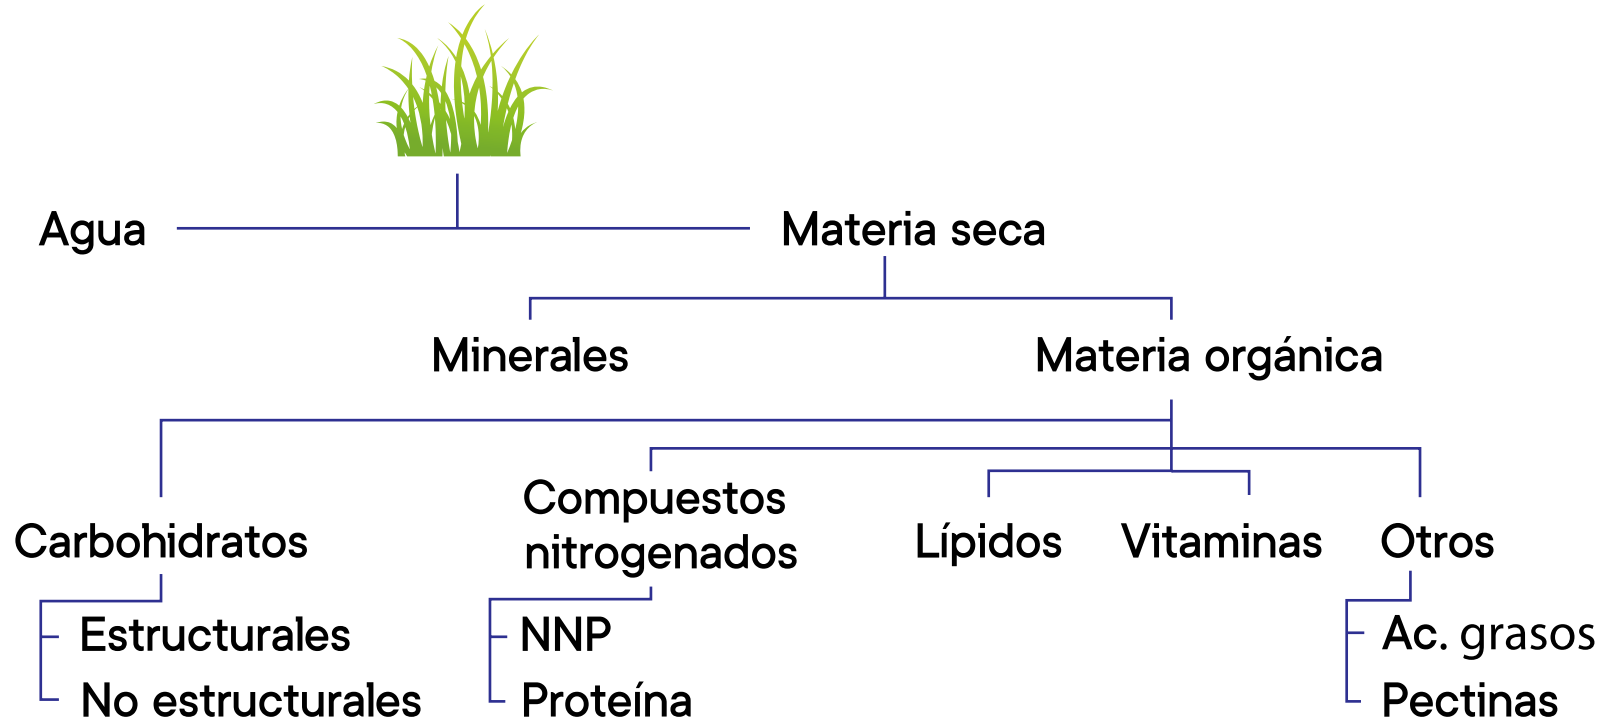 Agua
Materia seca
Minerales
Materia orgánica
Carbohidratos
Estructurales
No estructurales
Compuestos
nitrogenados
NNP
Proteína
Lípidos
Vitaminas
Otros
Ac. grasos
Pectinas